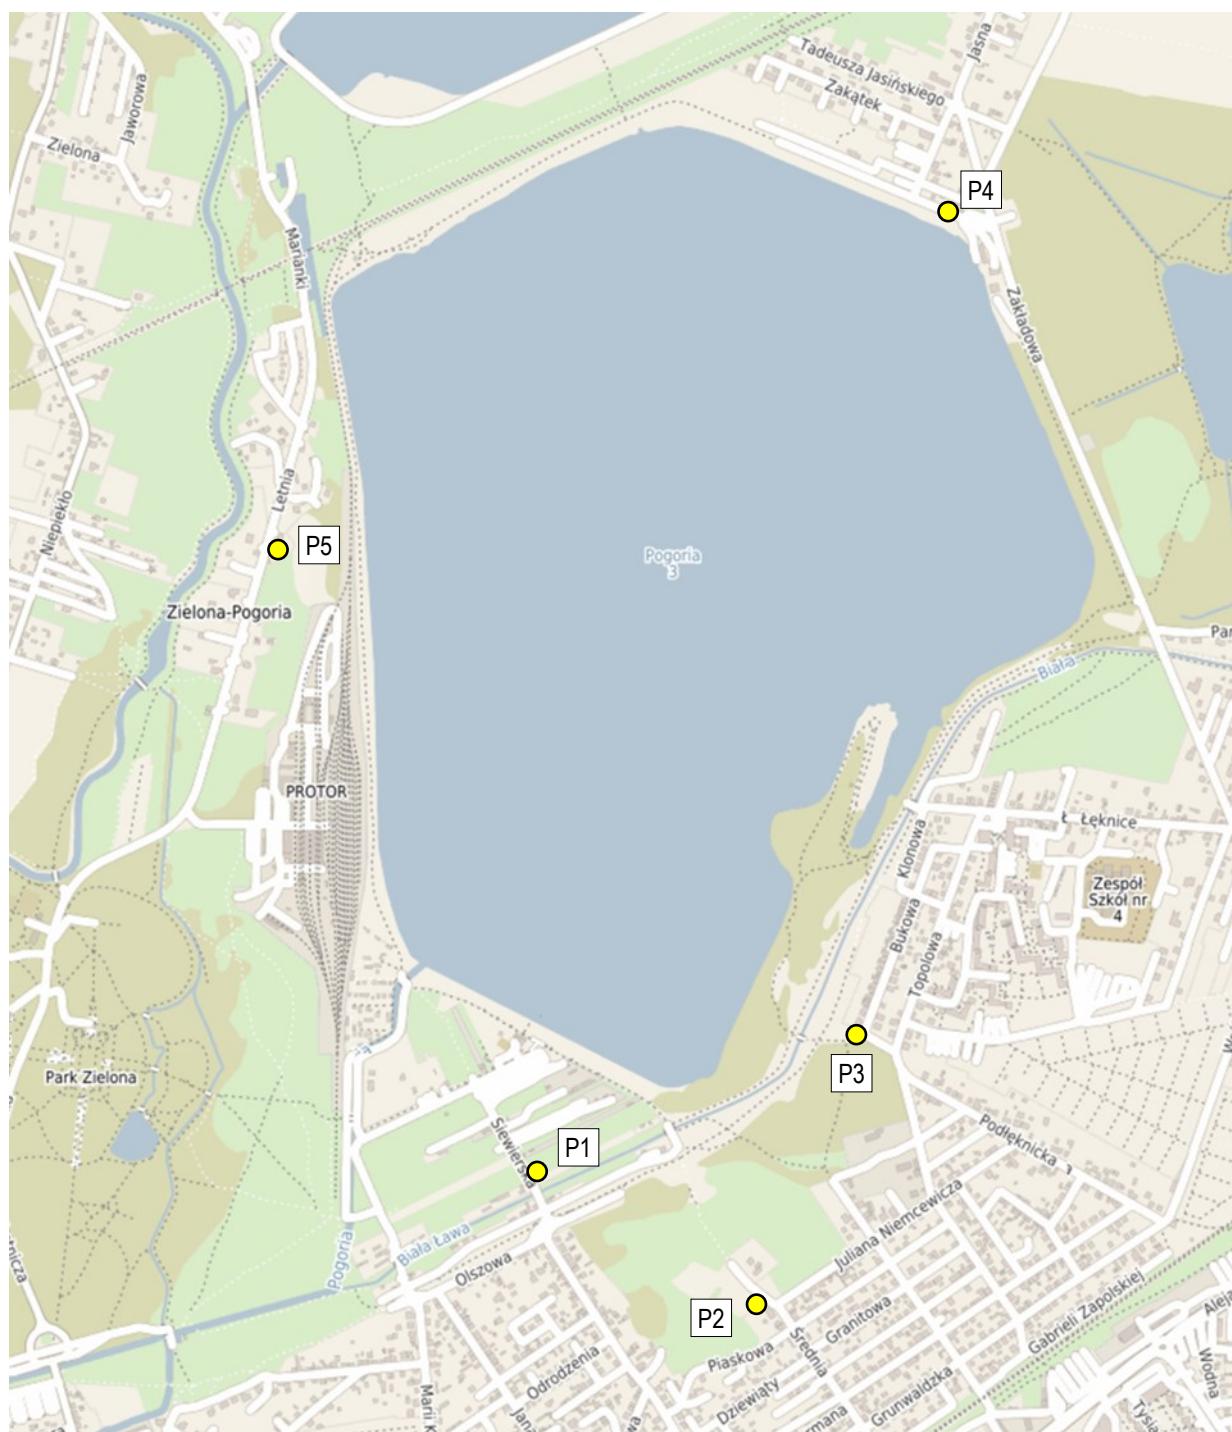 Jasna
Tadeusza Jasińskiego
Zakątek
Jaworowa
Zielona
P4
Marianki
Zakładowa
Letnia
Niepiekło
P5
Pogoria
3
Zielona-Pogoria
Biała
PROTOR
Ł. Łęknice
Klonowa
Zespół
Szkół nr
4
Bukowa
Topolowa
Park Zielona
P3
Siewierska
P1
Podłęknicka
Juliana Niemcewicza
Biała Ława
Pogoria
Olszowa
P2
Granitowa
Gabrieli Zapolskiej
Średnia
Piaskowa
Odrodzenia
Dziewiąty
Grunwaldzka
Wodna